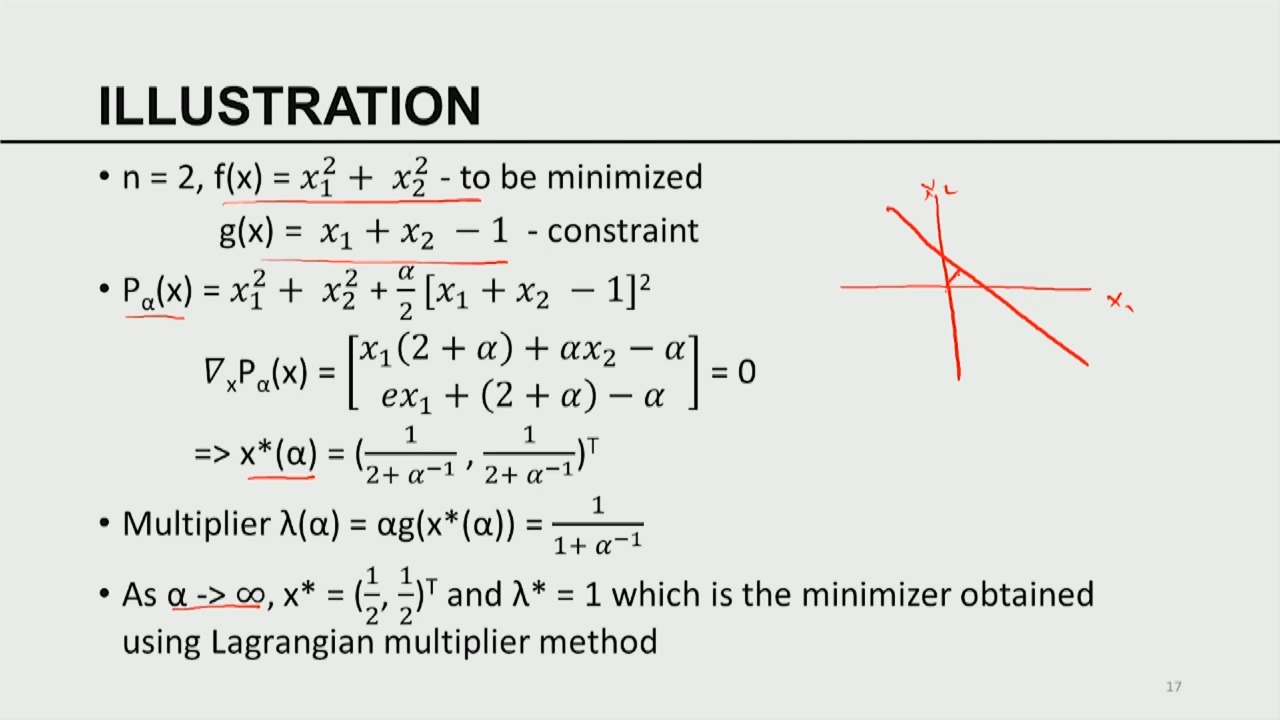 ILLUSTRATION
• n = 2, f(x) = x₁² + x₂² - to be minimized
g(x) = x₁ + x₂ − 1 - constraint
• Pα(x) = x₁² + x₂² + α/2 [x₁ + x₂ − 1]²
∇ₓPα(x) = [x₁(2 + α) + αx₂ − α
ex₁ + (2 + α) − α] = 0
=> x*(α) = (1/(2+ α⁻¹), 1/(2+ α⁻¹))ᵀ
• Multiplier λ(α) = αg(x*(α)) = 1/(1+ α⁻¹)
• As α -> ∞, x* = (1/2, 1/2)ᵀ and λ* = 1 which is the minimizer obtained
using Lagrangian multiplier method
x₂
x₁
17